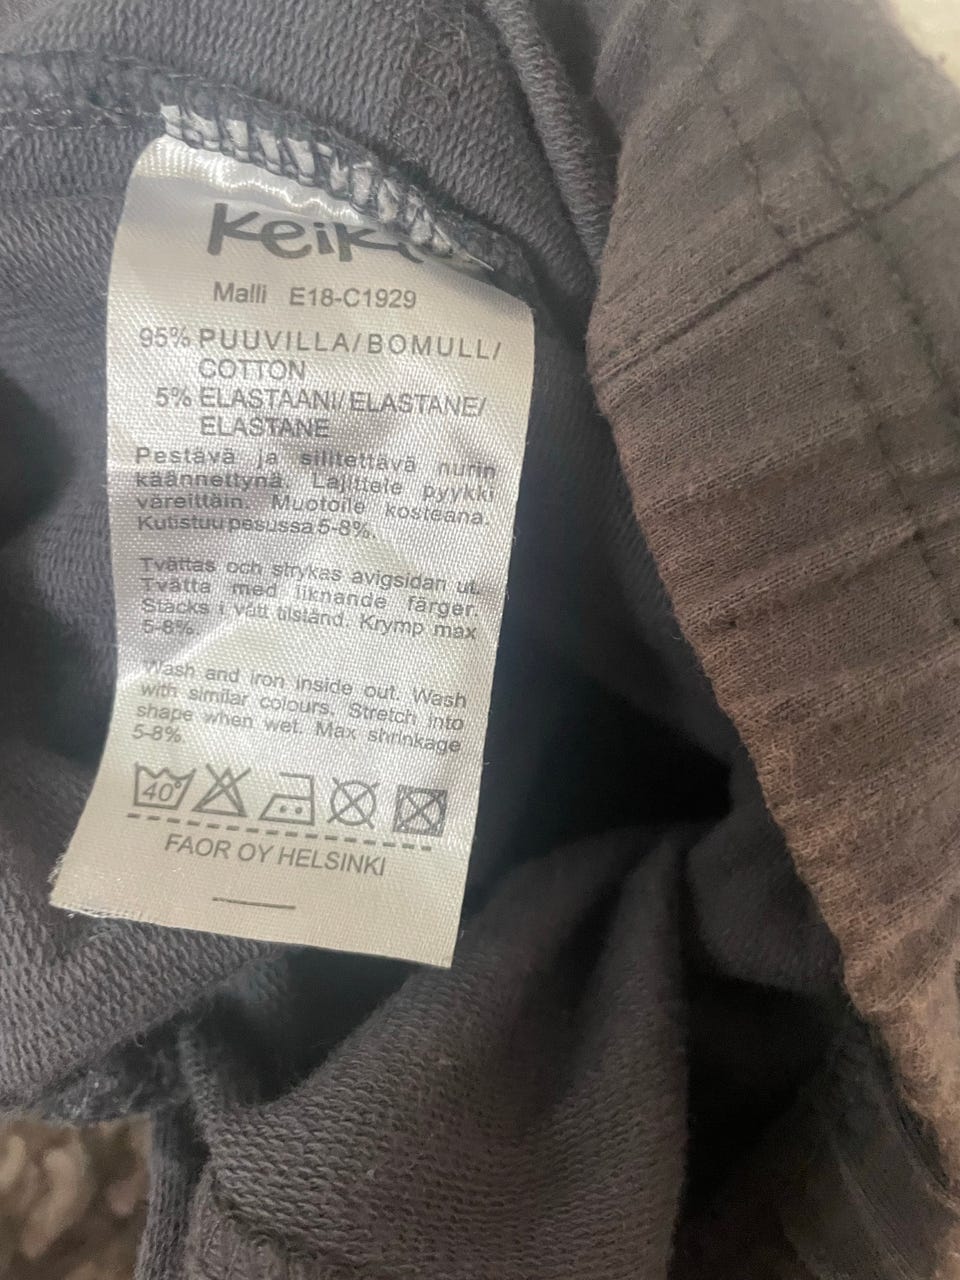 Malli E18-C1929
95% PUUVILLA/BOMULL/
COTTON
5% ELASTAANI/ELASTANE/
ELASTANE
Pestävä ja silitettävä nurin
käännettynä. Lajittele pyykki
väreittäin. Muotoile kosteana.
Kutistuu pesussa 5-8%.
Tvättas och strykas avigsidan ut.
Tvätta med liknande färger.
Stäcks i vått tilstånd. Krymp max
5-8%.
Wash and iron inside out. Wash
with similar colours. Stretch into
shape when wet. Max shrinkage
5-8%.
40°
FAOR OY HELSINKI